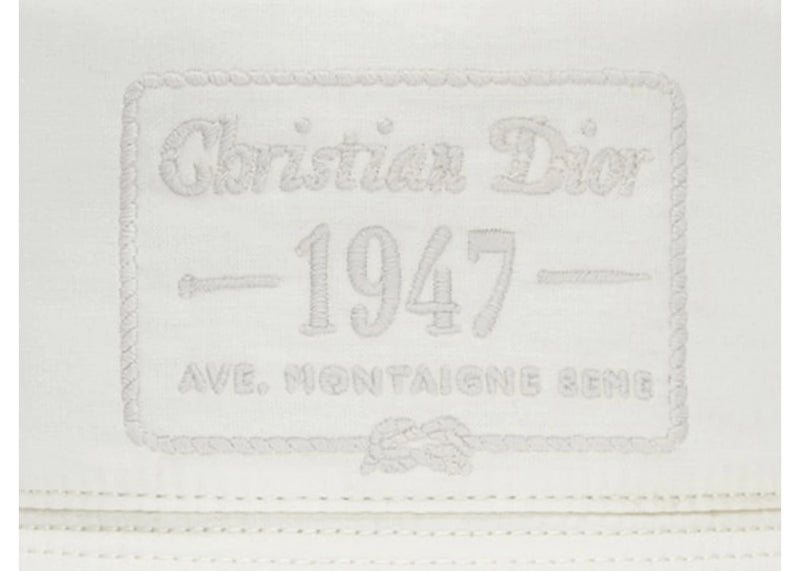 Christian Dior
1947
AVE. MONTAIGNE 8EME